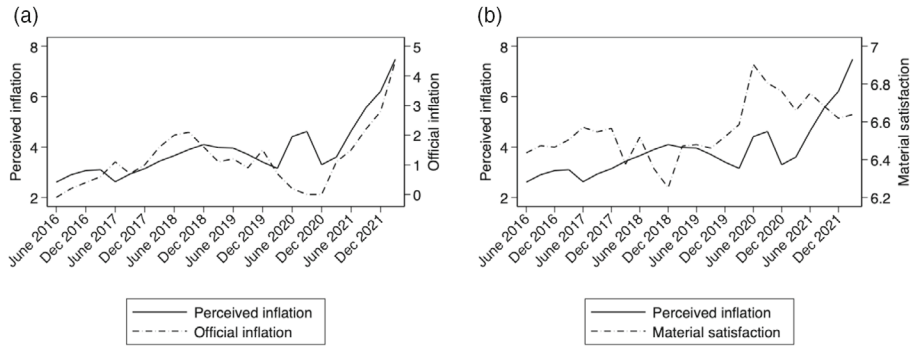 (a)
8
6
4
2
Perceived inflation
5
4
3
2
1
0
Official inflation
June 2016
Dec 2016
June 2017
Dec 2017
June 2018
Dec 2018
June 2019
Dec 2019
June 2020
Dec 2020
June 2021
Dec 2021
Perceived inflation
Official inflation
(b)
8
6
4
2
Perceived inflation
7
6.8
6.6
6.4
6.2
Material satisfaction
June 2016
Dec 2016
June 2017
Dec 2017
June 2018
Dec 2018
June 2019
Dec 2019
June 2020
Dec 2020
June 2021
Dec 2021
Perceived inflation
Material satisfaction